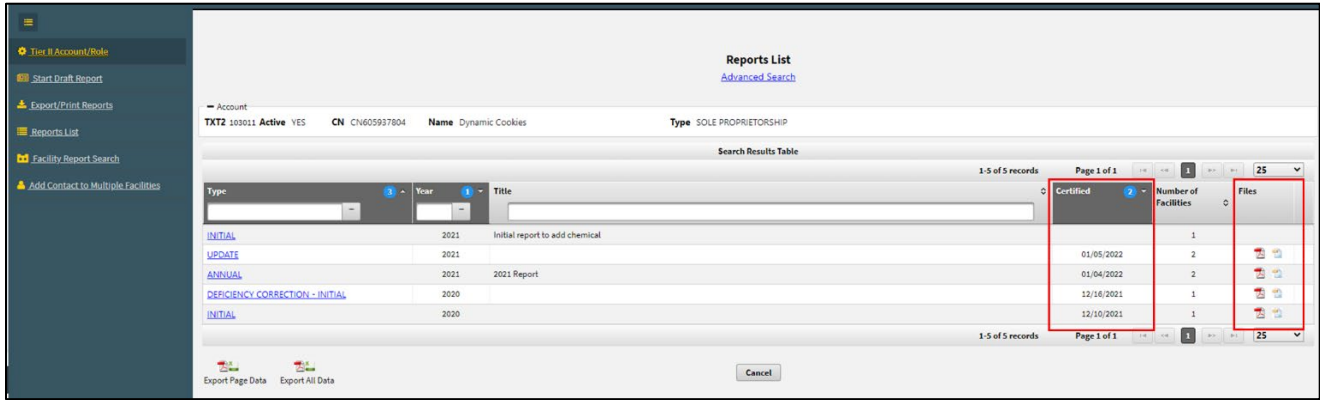 Tier II Account/Role
Start Draft Report
Export/Print Reports
Reports List
Facility Report Search
Add Contact to Multiple Facilities
Reports List
Advanced Search
Account
TXT2 103011 Active YES CN CN605937804 Name Dynamic Cookies Type SOLE PROPRIETORSHIP
Search Results Table
1-5 of 5 records Page 1 of 1 1 25
Type 3 Year 1 Title Certified 2 Number of Facilities Files
INITIAL 2021 Initial report to add chemical 1
UPDATE 2021 01/05/2022 2
ANNUAL 2021 2021 Report 01/04/2022 2
DEFICIENCY CORRECTION - INITIAL 2020 12/16/2021 1
INITIAL 2020 12/10/2021 1
1-5 of 5 records Page 1 of 1 1 25
Export Page Data Export All Data Cancel